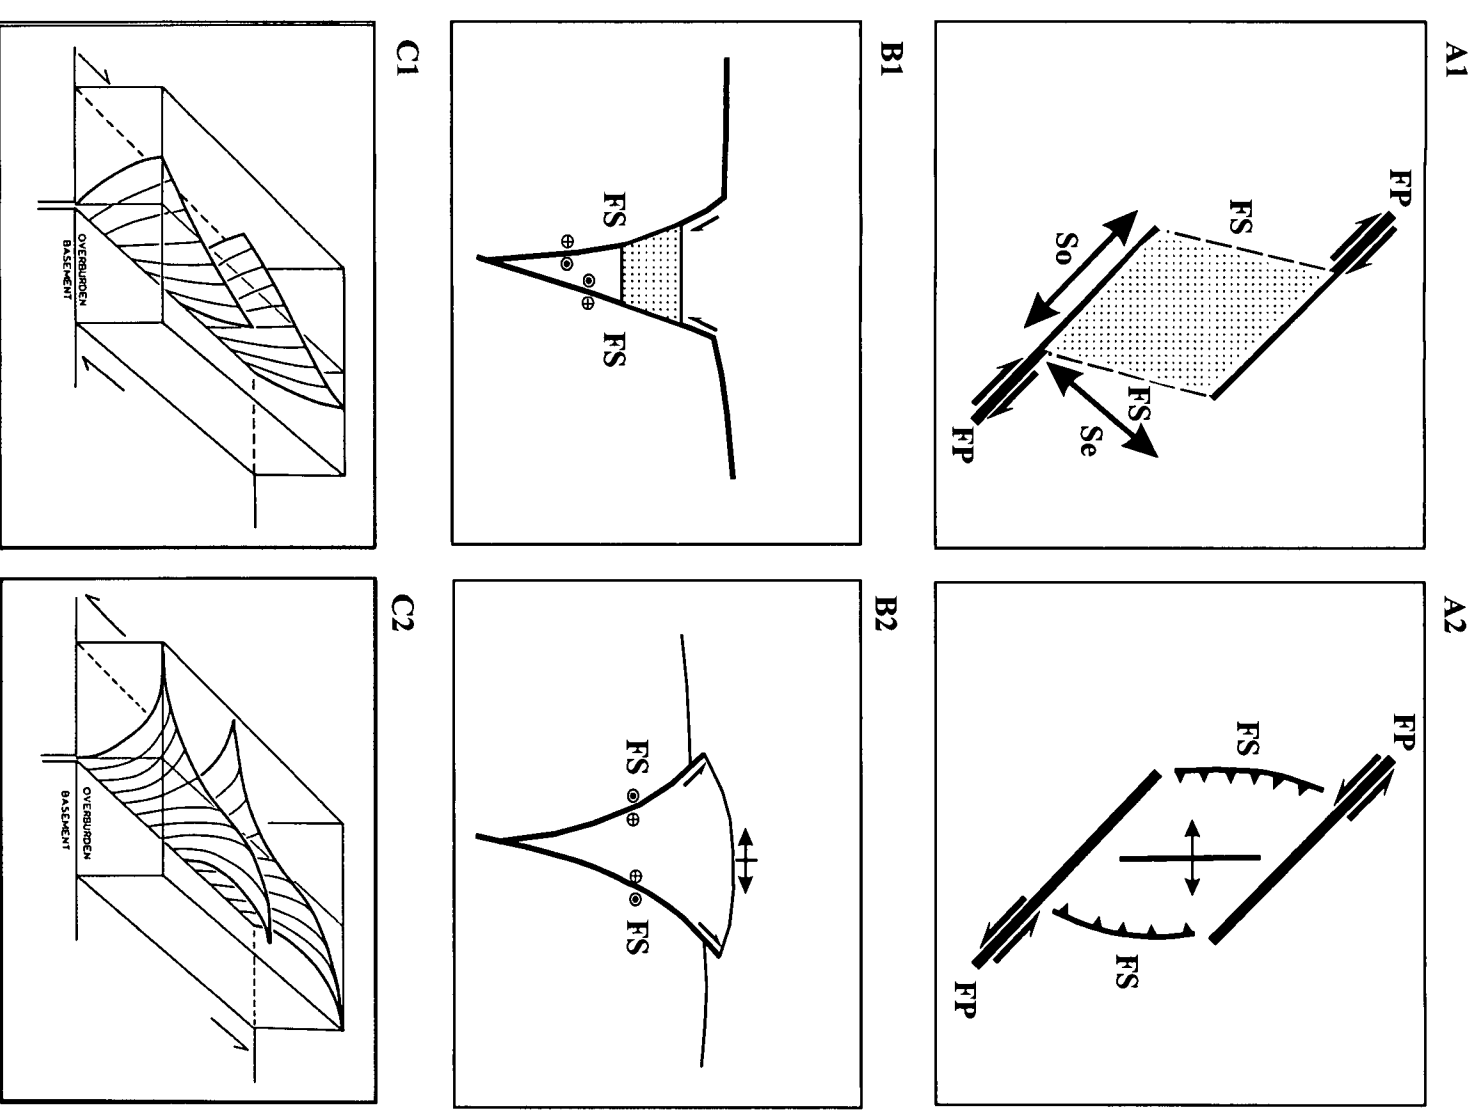 A1
FP
FS
So
FS
Se
FP
A2
FP
FS
FS
FP
B1
FS
FS
B2
FS
FS
C1
OVERBURDEN
BASEMENT
C2
OVERBURDEN
BASEMENT